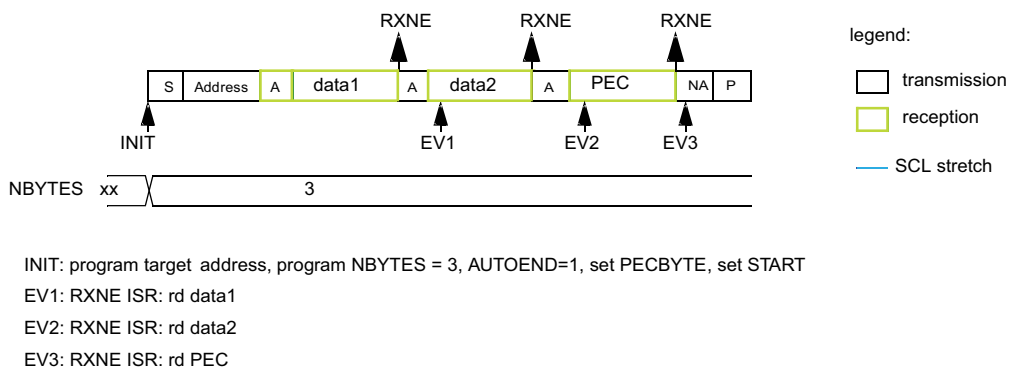 RXNE RXNE RXNE
legend:
S Address A data1 A data2 A PEC NA P
transmission
reception
INIT EV1 EV2 EV3
SCL stretch
NBYTES xx 3
INIT: program target address, program NBYTES = 3, AUTOEND=1, set PECBYTE, set START
EV1: RXNE ISR: rd data1
EV2: RXNE ISR: rd data2
EV3: RXNE ISR: rd PEC